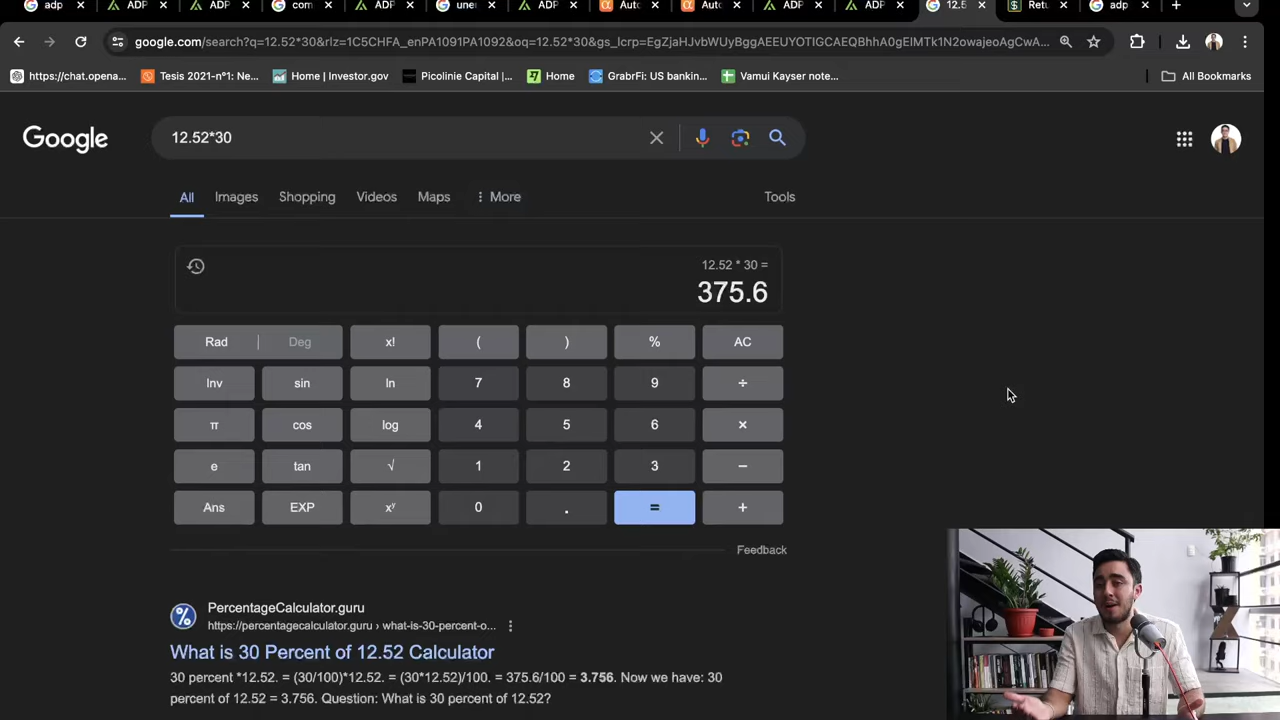 adp
ADP
ADP
com
ADP
une
ADP
Auto
Auto
ADP
ADP
12.5
Retu
adp
google.com/search?q=12.52*30&rlz=1C5CHFA_enPA1091PA1092&oq=12.52*30&gs_lcrp=EgZjaHJvbWUyBggAEEUYOTIGCAEQBhhA0gEIMTk1N2owajeoAgCwA...
https://chat.opena...
Tesis 2021-n°1: Ne...
Home | Investor.gov
Picolinie Capital |...
Home
GrabrFi: US bankin...
Vamui Kayser note...
All Bookmarks
Google
12.52*30
All
Images
Shopping
Videos
Maps
More
Tools
12.52 * 30 =
375.6
Rad | Deg x! ( ) % AC
Inv sin ln 7 8 9 ÷
π cos log 4 5 6 ×
e tan √ 1 2 3 −
Ans EXP xʸ 0 . = +
Feedback
%
PercentageCalculator.guru
https://percentagecalculator.guru › what-is-30-percent-o...
What is 30 Percent of 12.52 Calculator
30 percent *12.52. = (30/100)*12.52. = (30*12.52)/100. = 375.6/100 = 3.756. Now we have: 30
percent of 12.52 = 3.756. Question: What is 30 percent of 12.52?